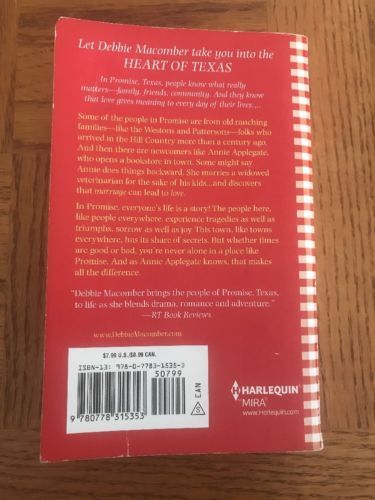 Let Debbie Macomber take you into the
HEART OF TEXAS
In Promise, Texas, people know what really
matters—family, friends, community. And they know
that love gives meaning to every day of their lives....
Some of the people in Promise are from old ranching
families—like the Westons and Pattersons—folks who
arrived in the Hill Country more than a century ago.
And then there are newcomers like Annie Applegate,
who opens a bookstore in town. Some might say
Annie does things backward. She marries a widowed
veterinarian for the sake of his kids...and discovers
that marriage can lead to love.
In Promise, everyone's life is a story! The people here,
like people everywhere, experience tragedies as well as
triumphs, sorrow as well as joy. This town, like towns
everywhere, has its share of secrets. But whether times
are good or bad, you're never alone in a place like
Promise. And as Annie Applegate knows, that makes
all the difference.
"Debbie Macomber brings the people of Promise, Texas,
to life as she blends drama, romance and adventure."
—RT Book Reviews
www.DebbieMacomber.com
$7.99 U.S./$8.99 CAN.
ISBN-13: 978-0-7783-1535-3
50799
9 780778 315353
S EAN
HARLEQUIN
MIRA
www.Harlequin.com